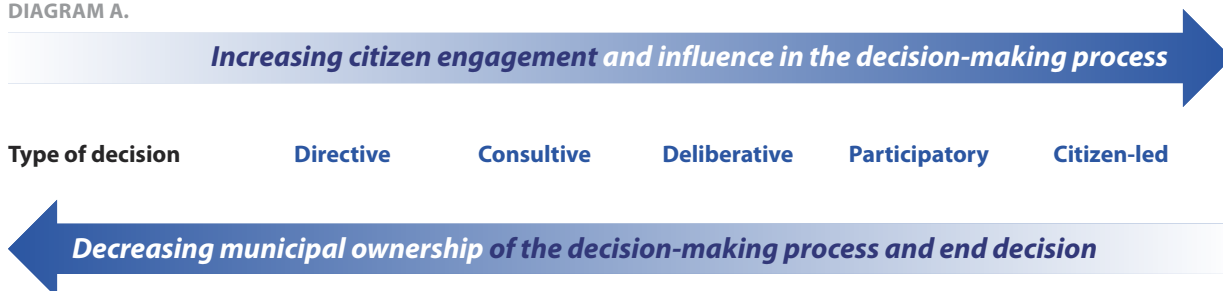 DIAGRAM A.
Increasing citizen engagement and influence in the decision-making process
Type of decision Directive Consultive Deliberative Participatory Citizen-led
Decreasing municipal ownership of the decision-making process and end decision